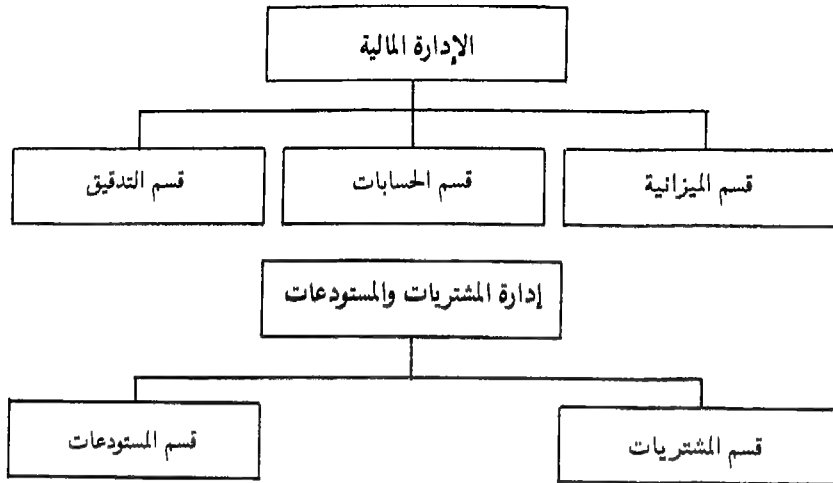 الإدارة المالية
قسم الميزانية
قسم الحسابات
قسم التدقيق
إدارة المشتريات والمستودعات
قسم المشتريات
قسم المستودعات